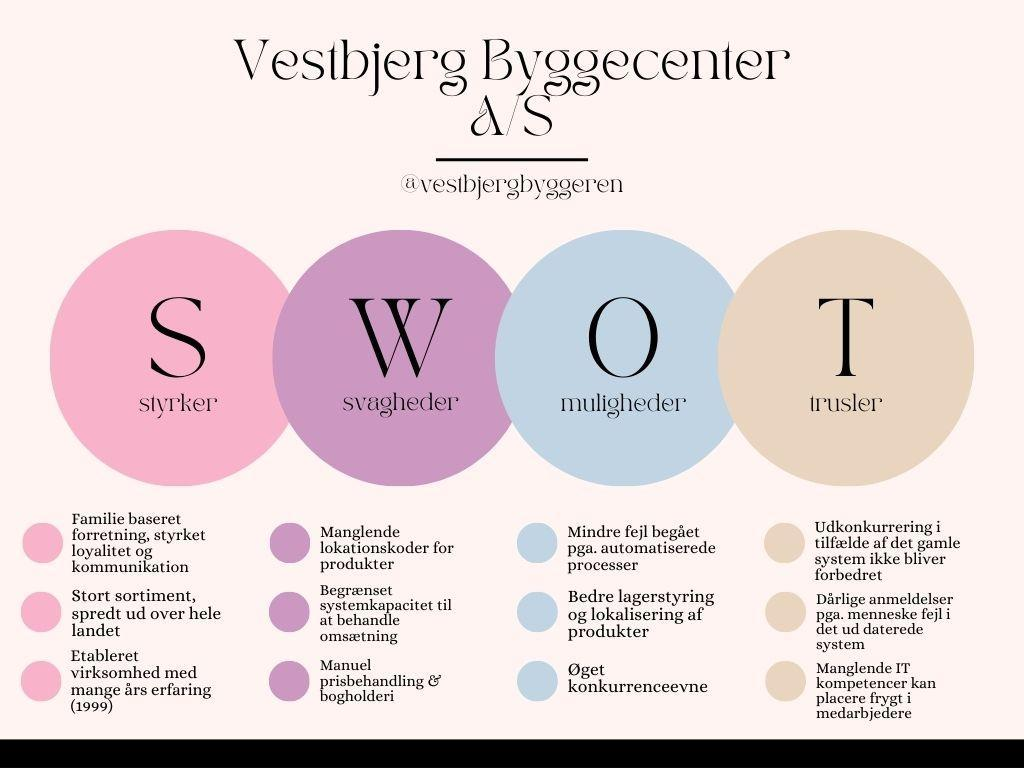 Vestbjerg Byggecenter
A/S
@vestbjergbyggeren
S
styrker
W
svagheder
O
muligheder
T
trusler
Familie baseret
forretning, styrket
loyalitet og
kommunikation
Stort sortiment,
spredt ud over hele
landet
Etableret
virksomhed med
mange års erfaring
(1999)
Manglende
lokationskoder for
produkter
Begrænset
systemkapacitet til
at behandle
omsætning
Manuel
prisbehandling &
bogholderi
Mindre fejl begået
pga. automatiserede
processer
Bedre lagerstyring
og lokalisering af
produkter
Øget
konkurrenceevne
Udkonkurrering i
tilfælde af det gamle
system ikke bliver
forbedret
Dårlige anmeldelser
pga. menneske fejl i
det ud daterede
system
Manglende IT
kompetencer kan
placere frygt i
medarbjedere